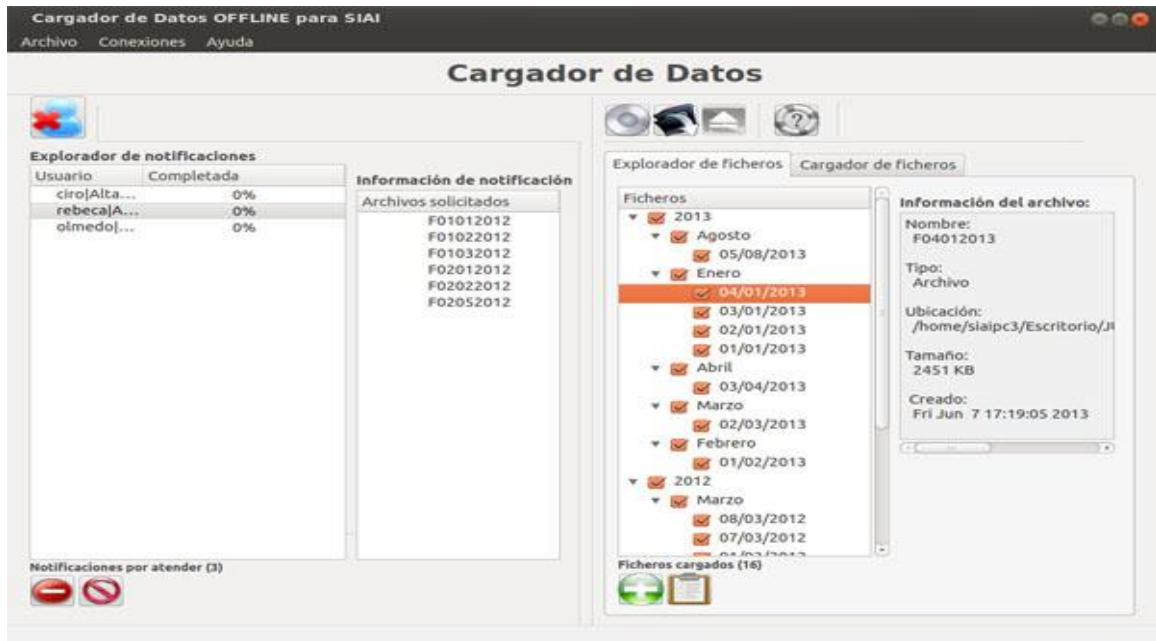 Cargador de Datos OFFLINE para SIAI
Archivo Conexiones Ayuda
Cargador de Datos
Explorador de notificaciones
Usuario Completada
ciro|Alta... 0%
rebeca|A... 0%
olmedo|... 0%
Notificaciones por atender (3)
Información de notificación
Archivos solicitados
F01012012
F01022012
F01032012
F02012012
F02022012
F02052012
Explorador de ficheros Cargador de ficheros
Ficheros
2013
Agosto
05/08/2013
Enero
04/01/2013
03/01/2013
02/01/2013
01/01/2013
Abril
03/04/2013
Marzo
02/03/2013
Febrero
01/02/2013
2012
Marzo
08/03/2012
07/03/2012
Ficheros cargados (16)
Información del archivo:
Nombre:
F04012013
Tipo:
Archivo
Ubicación:
/home/siaipc3/Escritorio/
Tamaño:
2451 KB
Creado:
Fri Jun 7 17:19:05 2013